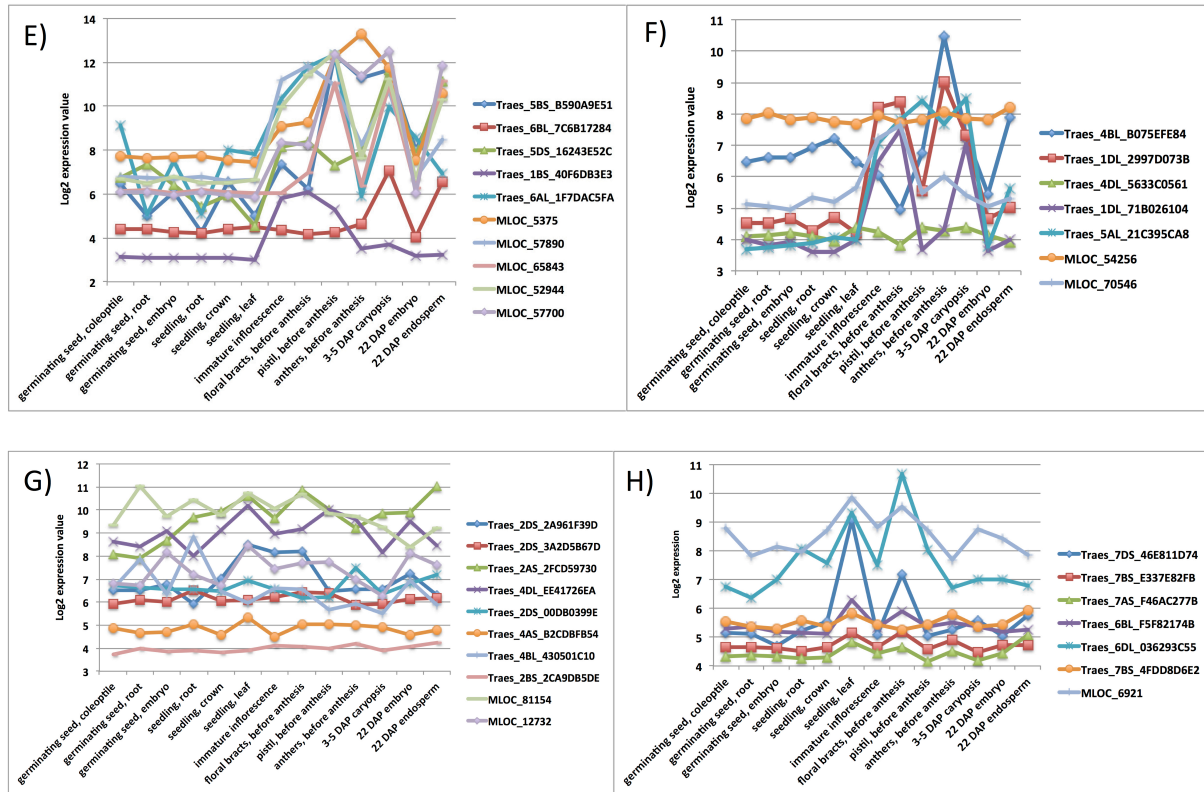 E)
Log2 expression value
14
12
10
8
6
4
2
germinating seed, coleoptile
germinating seed, root
germinating seed, embryo
seedling, root
seedling, crown
seedling, leaf
immature inflorescence
floral bracts, before anthesis
pistil, before anthesis
anthers, before anthesis
3-5 DAP caryopsis
22 DAP embryo
22 DAP endosperm
Traes_5BS_B590A9E51
Traes_6BL_7C6B17284
Traes_5DS_16243E52C
Traes_1BS_40F6DB3E3
Traes_6AL_1F7DAC5FA
MLOC_5375
MLOC_57890
MLOC_65843
MLOC_52944
MLOC_57700
F)
Log2 expression value
11
10
9
8
7
6
5
4
3
germinating seed, coleoptile
germinating seed, root
germinating seed, embryo
seedling, root
seedling, crown
seedling, leaf
immature inflorescence
floral bracts, before anthesis
pistil, before anthesis
anthers, before anthesis
3-5 DAP caryopsis
22 DAP embryo
22 DAP endosperm
Traes_4BL_B075EFE84
Traes_1DL_2997D073B
Traes_4DL_5633C0561
Traes_1DL_71B026104
Traes_5AL_21C395CA8
MLOC_54256
MLOC_70546
G)
Log2 expression value
12
11
10
9
8
7
6
5
4
3
germinating seed, coleoptile
germinating seed, root
germinating seed, embryo
seedling, root
seedling, crown
seedling, leaf
immature inflorescence
floral bracts, before anthesis
pistil, before anthesis
anthers, before anthesis
3-5 DAP caryopsis
22 DAP embryo
22 DAP endosperm
Traes_2DS_2A961F39D
Traes_2DS_3A2D5B67D
Traes_2AS_2FCD59730
Traes_4DL_EE41726EA
Traes_2DS_00DB0399E
Traes_4AS_B2CDBFB54
Traes_4BL_430501C10
Traes_2BS_2CA9DB5DE
MLOC_81154
MLOC_12732
H)
Log2 expression
11
10
9
8
7
6
5
4
germinating seed, coleoptile
germinating seed, root
germinating seed, embryo
seedling, root
seedling, crown
seedling, leaf
immature inflorescence
floral bracts, before anthesis
pistil, before anthesis
anthers, before anthesis
3-5 DAP caryopsis
22 DAP embryo
22 DAP endosperm
Traes_7DS_46E811D74
Traes_7BS_E337E82FB
Traes_7AS_F46AC277B
Traes_6BL_F5F82174B
Traes_6DL_036293C55
Traes_7BS_4FDD8D6E2
MLOC_6921